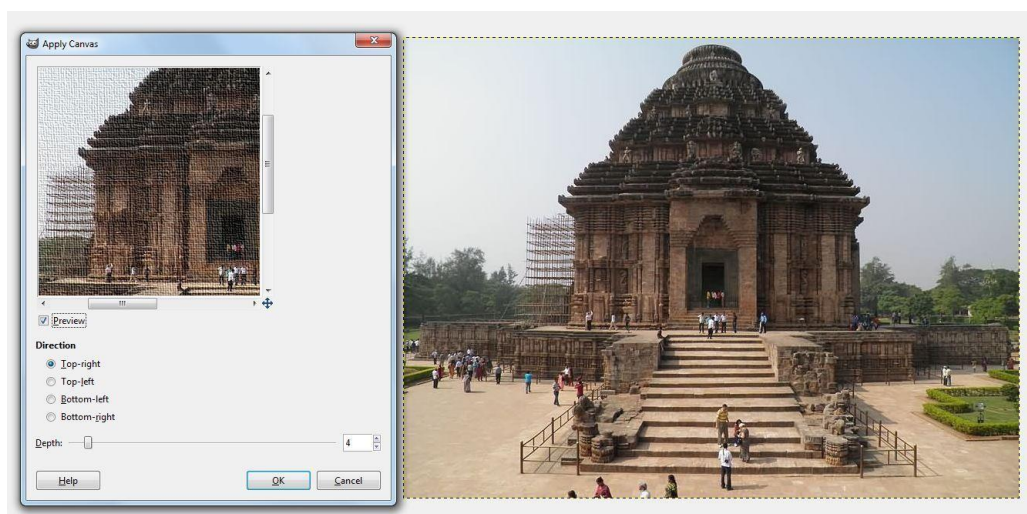 Apply Canvas
Preview
Direction
Top-right
Top-left
Bottom-left
Bottom-right
Depth: 4
Help OK Cancel